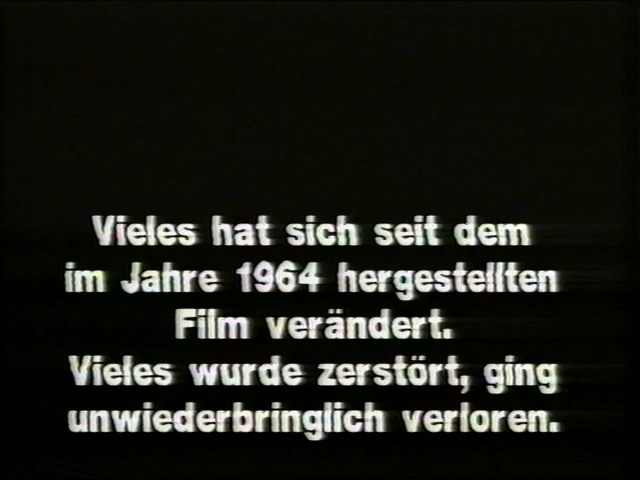 Vieles hat sich seit dem
im Jahre 1964 hergestellten
Film verändert.
Vieles wurde zerstört, ging
unwiederbringlich verloren.